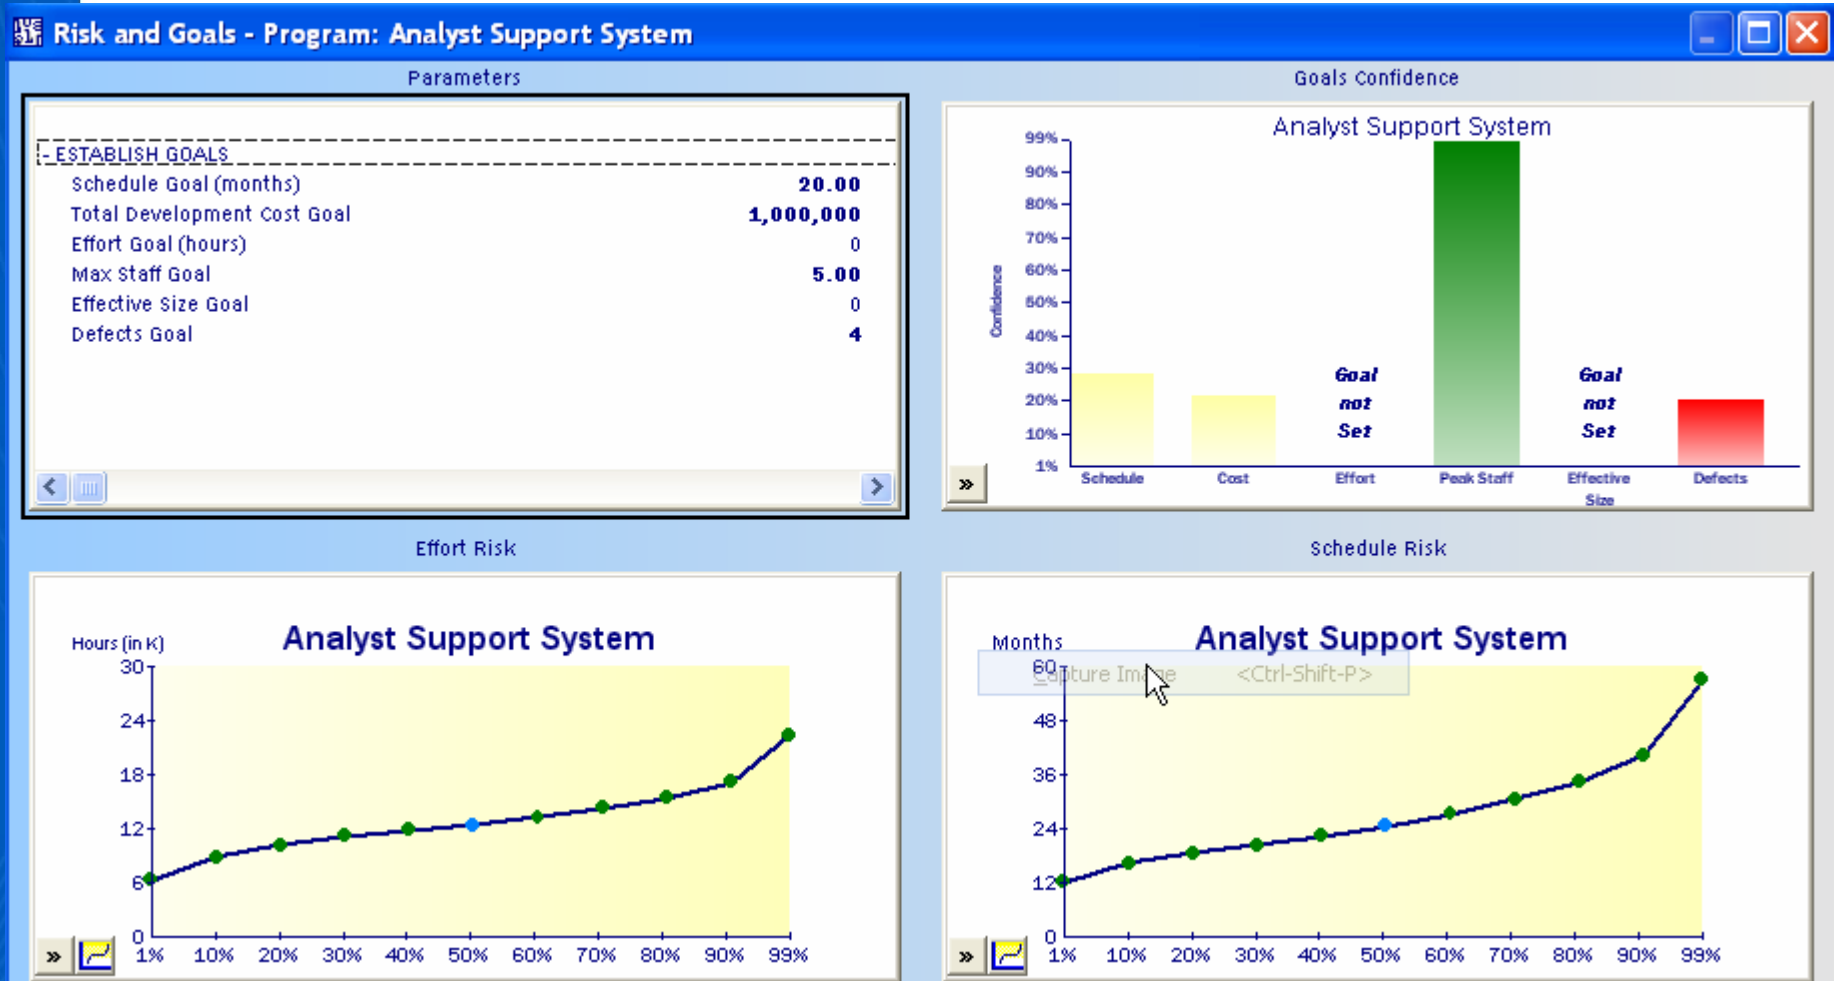 Risk and Goals - Program: Analyst Support System
Parameters
- ESTABLISH GOALS
Schedule Goal (months) 20.00
Total Development Cost Goal 1,000,000
Effort Goal (hours) 0
Max Staff Goal 5.00
Effective Size Goal 0
Defects Goal 4
Goals Confidence
Analyst Support System
Confidence
99%
90%
80%
70%
60%
50%
40%
30%
20%
10%
1%
Goal
not
Set
Goal
not
Set
Schedule Cost Effort Peak Staff Effective Defects
Size
»
Effort Risk
Hours (in K)
Analyst Support System
30
24
18
12
6
0
1% 10% 20% 30% 40% 50% 60% 70% 80% 90% 99%
»
Schedule Risk
Months
Analyst Support System
Capture Image <Ctrl-Shift-P>
60
48
36
24
12
0
1% 10% 20% 30% 40% 50% 60% 70% 80% 90% 99%
»